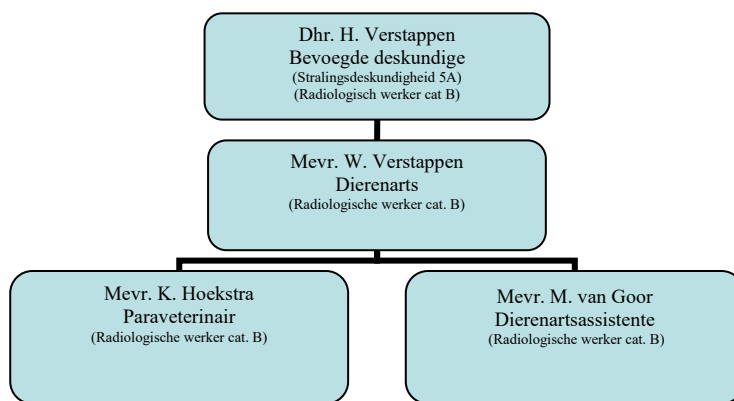 Dhr. H. Verstappen
Bevoegde deskundige
(Stralingsdeskundigheid 5A)
(Radiologisch werker cat B)
Mevr. W. Verstappen
Dierenarts
(Radiologische werker cat. B)
Mevr. K. Hoekstra
Paraveterinair
(Radiologische werker cat. B)
Mevr. M. van Goor
Dierenartsassistente
(Radiologische werker cat. B)